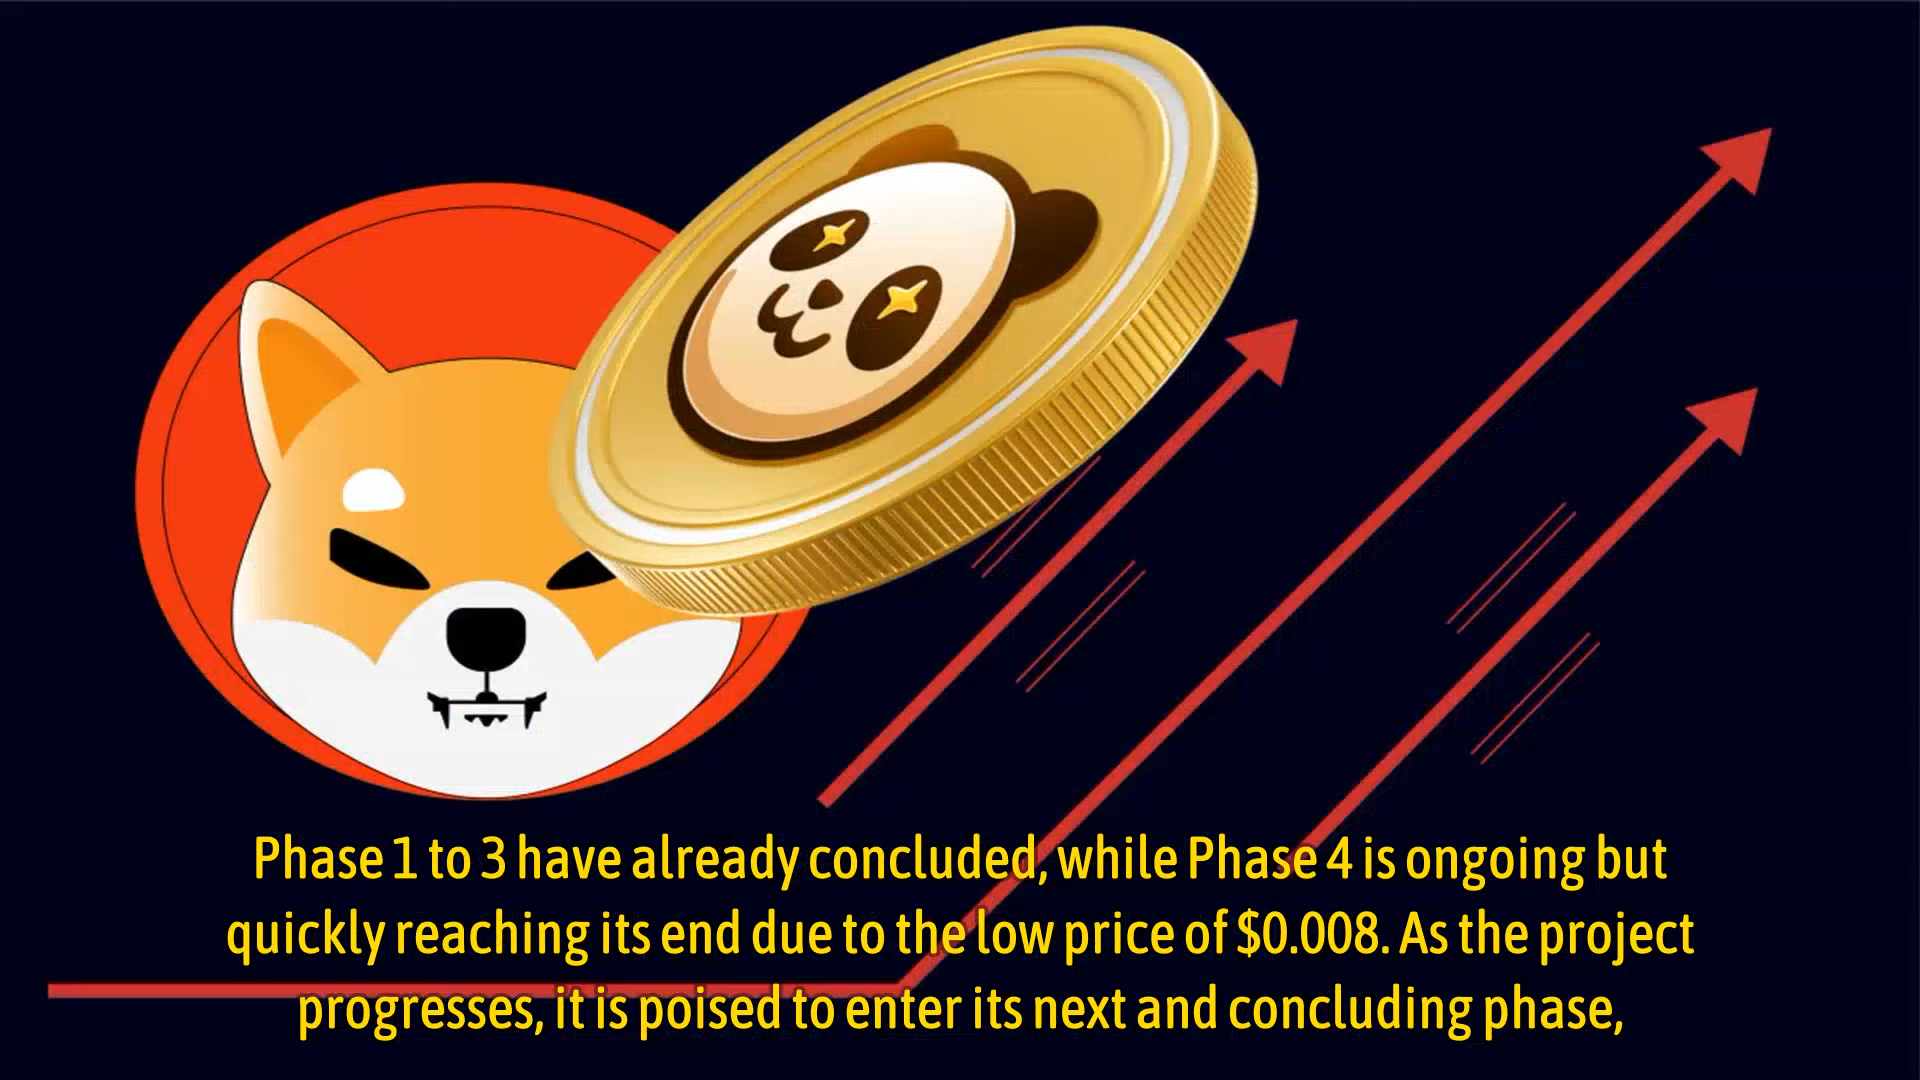 Phase 1 to 3 have already concluded, while Phase 4 is ongoing but
quickly reaching its end due to the low price of $0.008. As the project
progresses, it is poised to enter its next and concluding phase,